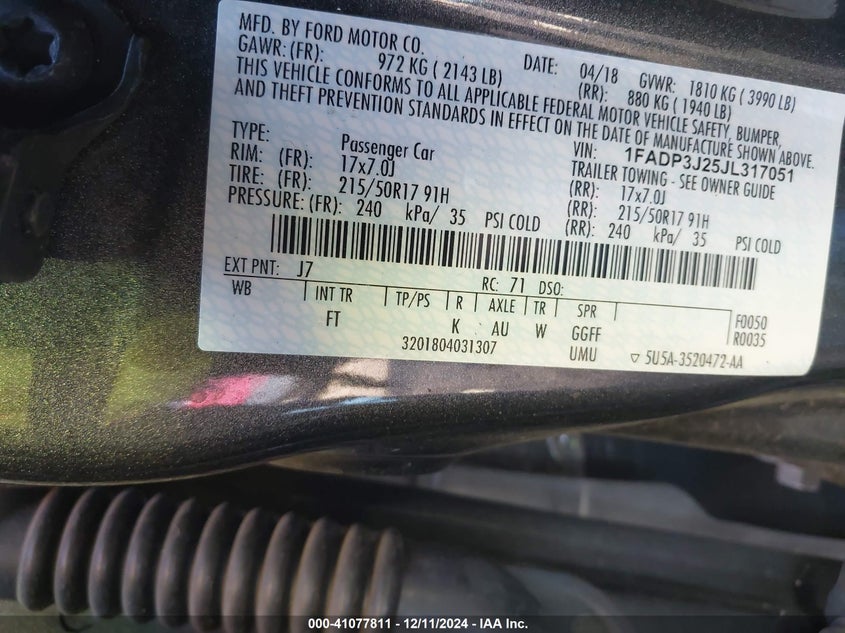 MFD. BY FORD MOTOR CO. DATE: 04/18 GVWR: 1810 KG ( 3990 LB)
GAWR: (FR): 972 KG ( 2143 LB) (RR): 880 KG ( 1940 LB)
THIS VEHICLE CONFORMS TO ALL APPLICABLE FEDERAL MOTOR VEHICLE SAFETY, BUMPER,
AND THEFT PREVENTION STANDARDS IN EFFECT ON THE DATE OF MANUFACTURE SHOWN ABOVE.
VIN: 1FADP3J25JL317051
TYPE: Passenger Car TRAILER TOWING - SEE OWNER GUIDE
RIM: (FR): 17x7.0J (RR): 17x7.0J
TIRE: (FR): 215/50R17 91H (RR): 215/50R17 91H
PRESSURE: (FR): 240 kPa/ 35 PSI COLD (RR): 240 kPa/ 35 PSI COLD
EXT PNT: J7 RC: 71 DSO:
WB INT TR TP/PS R AXLE TR SPR F0050
FT K AU W GGFF R0035
3201804031307 UMU ▽ 5U5A-3520472-AA
000-41077811 - 12/11/2024 - IAA Inc.